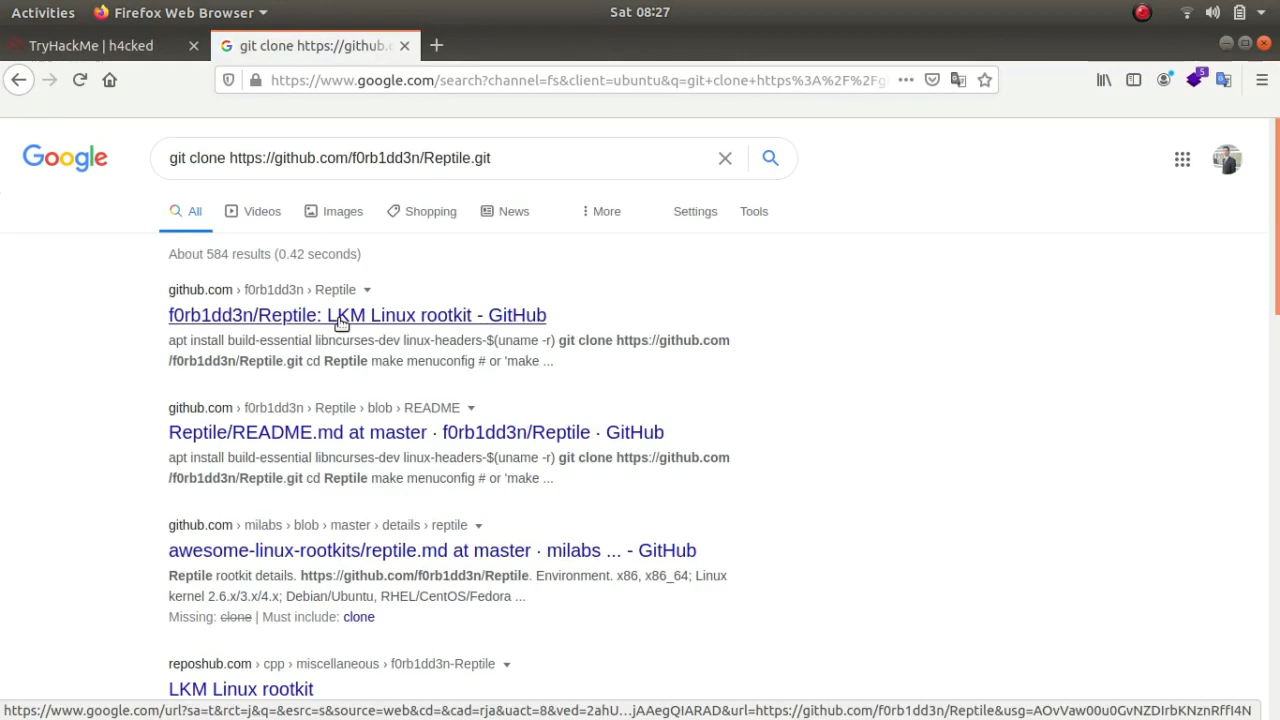 Activities Firefox Web Browser Sat 08:27
TryHackMe | h4cked git clone https://github.c
https://www.google.com/search?channel=fs&client=ubuntu&q=git+clone+https%3A%2F%2Fg 5
Google git clone https://github.com/f0rb1dd3n/Reptile.git
All Videos Images Shopping News More Settings Tools
About 584 results (0.42 seconds)
github.com › f0rb1dd3n › Reptile
f0rb1dd3n/Reptile: LKM Linux rootkit - GitHub
apt install build-essential libncurses-dev linux-headers-$(uname -r) git clone https://github.com
/f0rb1dd3n/Reptile.git cd Reptile make menuconfig # or 'make ...
github.com › f0rb1dd3n › Reptile › blob › README
Reptile/README.md at master · f0rb1dd3n/Reptile · GitHub
apt install build-essential libncurses-dev linux-headers-$(uname -r) git clone https://github.com
/f0rb1dd3n/Reptile.git cd Reptile make menuconfig # or 'make ...
github.com › milabs › blob › master › details › reptile
awesome-linux-rootkits/reptile.md at master · milabs ... - GitHub
Reptile rootkit details. https://github.com/f0rb1dd3n/Reptile. Environment. x86, x86_64; Linux
kernel 2.6.x/3.x/4.x; Debian/Ubuntu, RHEL/CentOS/Fedora ...
Missing: clone | Must include: clone
reposhub.com › cpp › miscellaneous › f0rb1dd3n-Reptile
LKM Linux rootkit
https://www.google.com/url?sa=t&rct=j&q=&esrc=s&source=web&cd=&cad=rja&uact=8&ved=2ahU…jAAegQIARAD&url=https://github.com/f0rb1dd3n/Reptile&usg=AOvVaw00u0GvNZDIrbKNznRffI4N